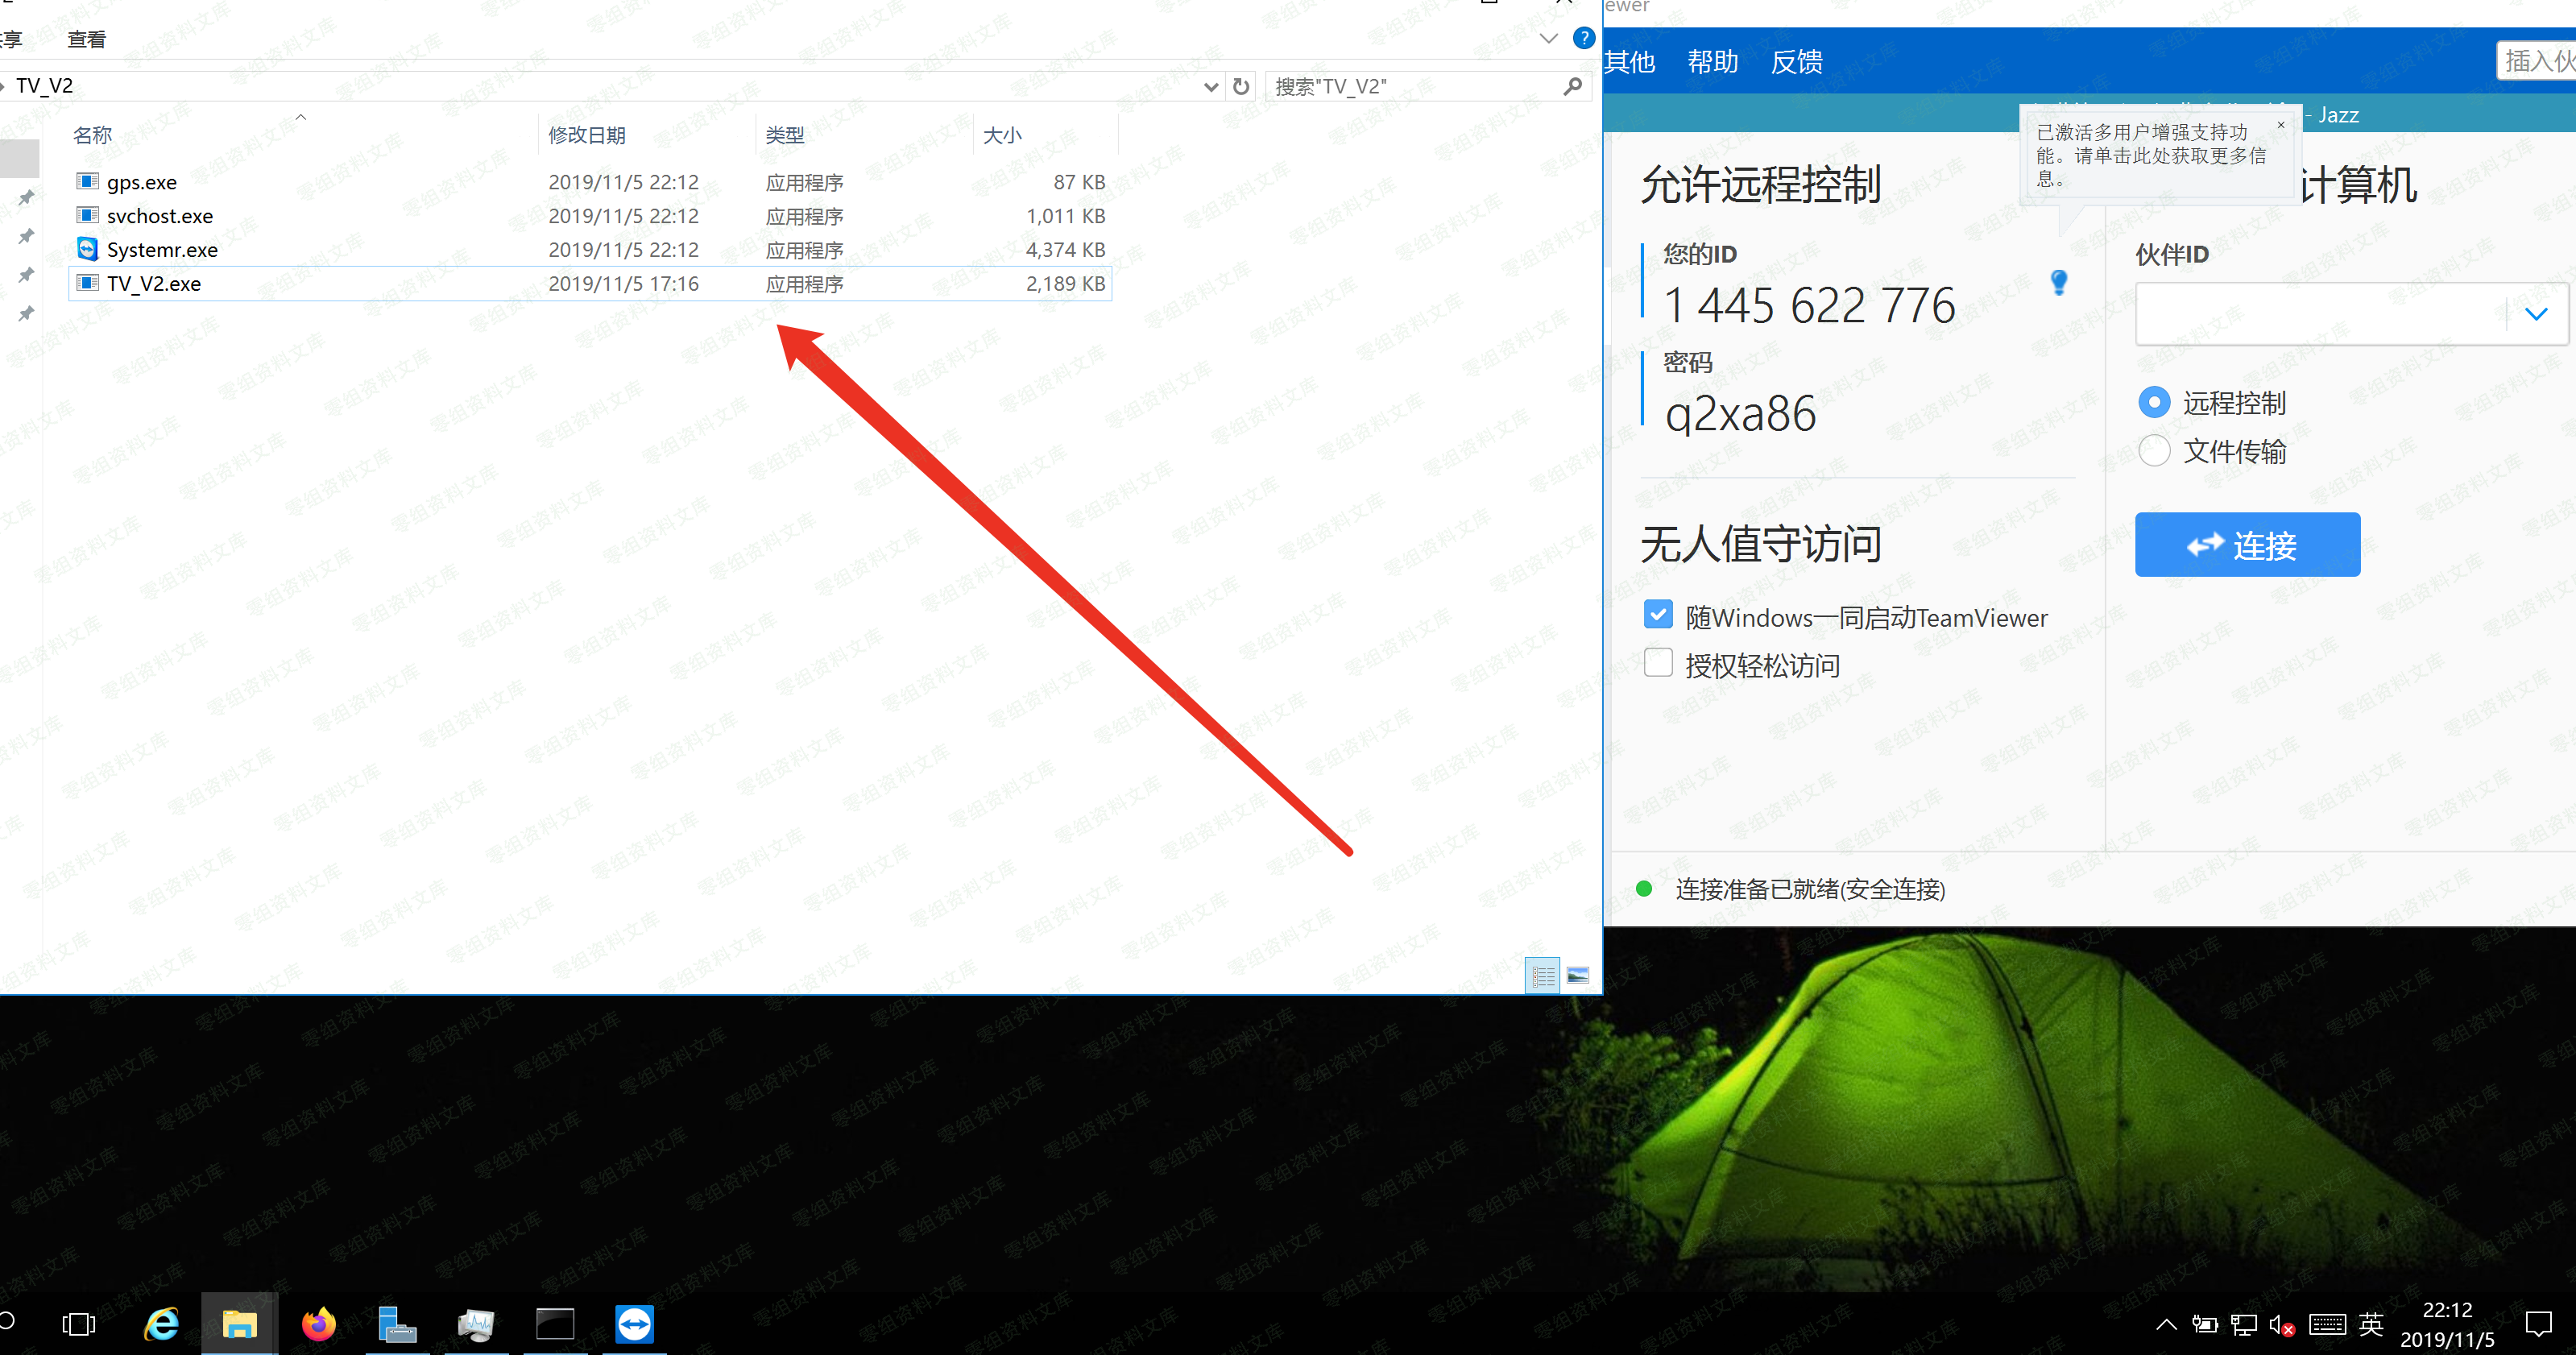 享 查看
TV_V2
搜索"TV_V2"
名称 修改日期 类型 大小
gps.exe 2019/11/5 22:12 应用程序 87 KB
svchost.exe 2019/11/5 22:12 应用程序 1,011 KB
Systemr.exe 2019/11/5 22:12 应用程序 4,374 KB
TV_V2.exe 2019/11/5 17:16 应用程序 2,189 KB
ewer
其他 帮助 反馈
插入伙
- Jazz
已激活多用户增强支持功
能。请单击此处获取更多信
息。
允许远程控制
计算机
您的ID
1 445 622 776
密码
q2xa86
伙伴ID
远程控制
文件传输
连接
无人值守访问
随Windows一同启动TeamViewer
授权轻松访问
连接准备已就绪(安全连接)
英
22:12
2019/11/5
零组资料文库